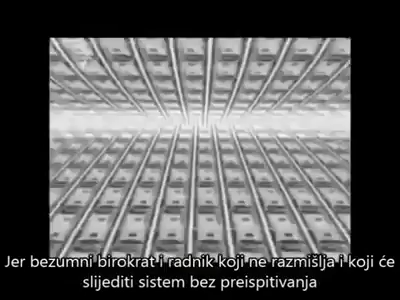 Jer bezumni birokrat i radnik koji ne razmišlja i koji će
slijediti sistem bez preispitivanja